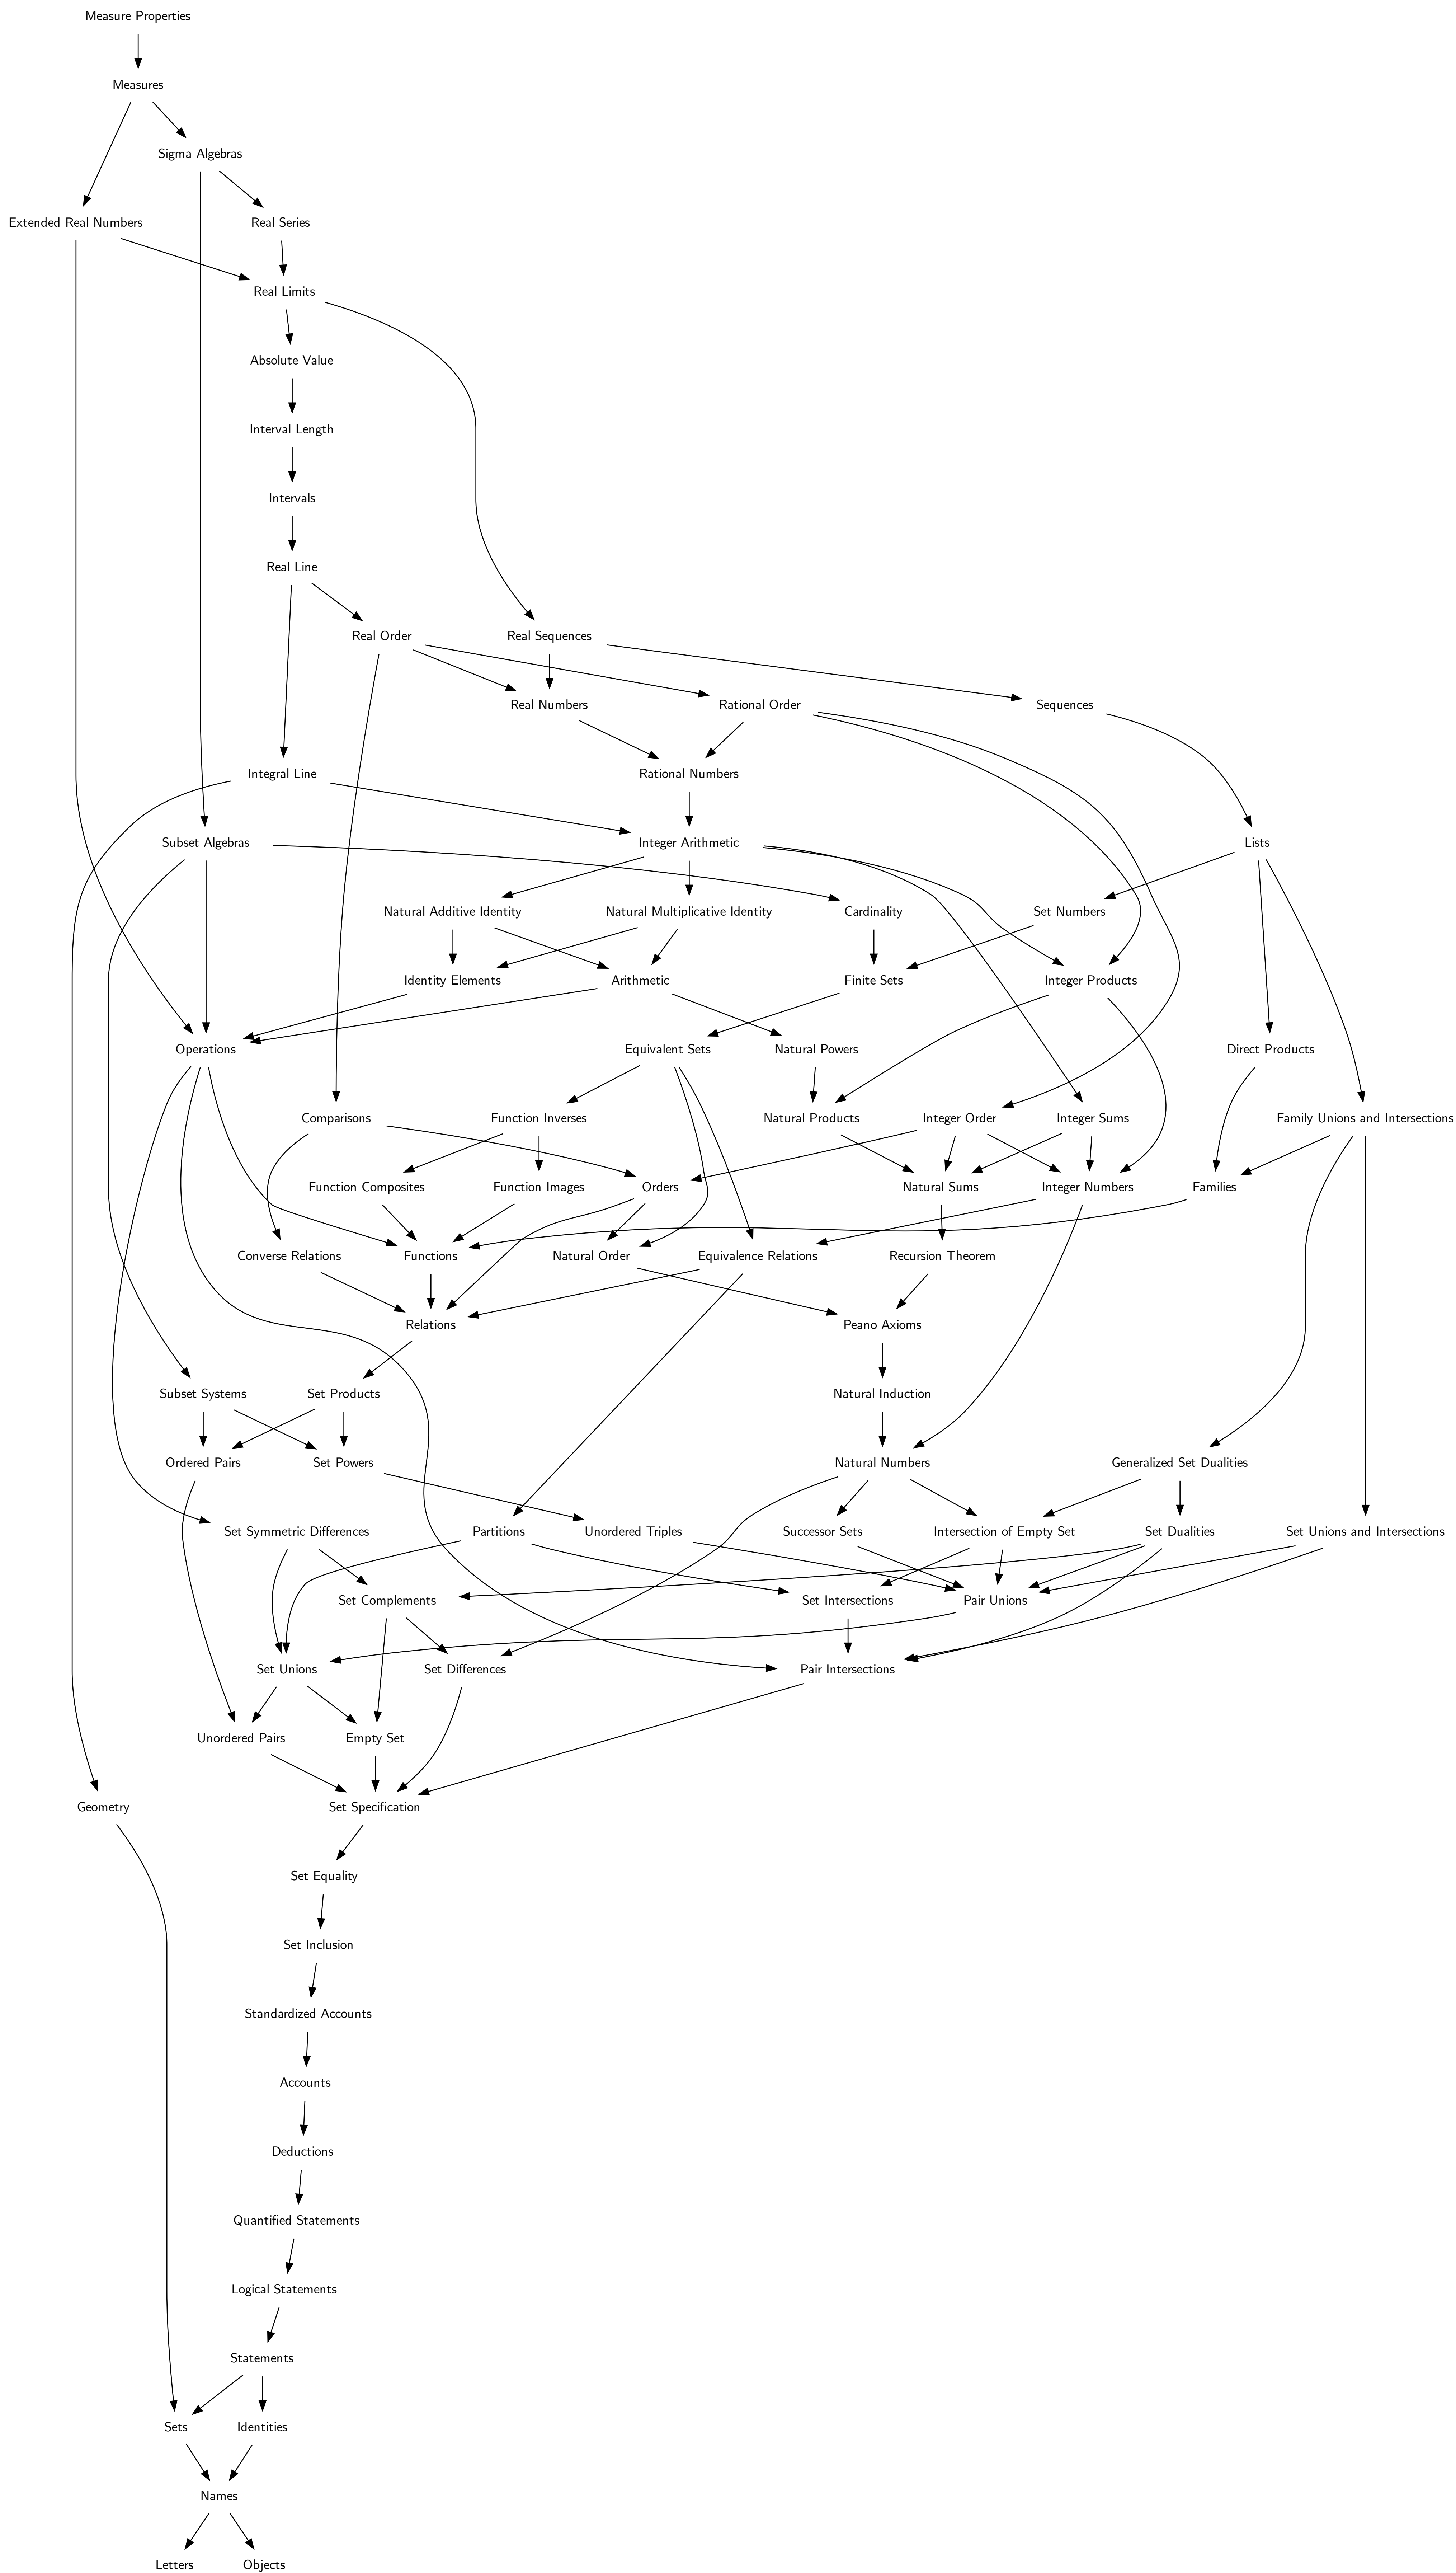 Measure Properties
Measures
Sigma Algebras
Extended Real Numbers
Real Series
Real Limits
Absolute Value
Interval Length
Intervals
Real Line
Real Order
Real Sequences
Real Numbers
Rational Order
Sequences
Integral Line
Rational Numbers
Subset Algebras
Integer Arithmetic
Lists
Natural Additive Identity
Natural Multiplicative Identity
Cardinality
Set Numbers
Identity Elements
Arithmetic
Finite Sets
Integer Products
Operations
Equivalent Sets
Natural Powers
Direct Products
Comparisons
Function Inverses
Natural Products
Integer Order
Integer Sums
Family Unions and Intersections
Function Composites
Function Images
Orders
Natural Sums
Integer Numbers
Families
Converse Relations
Functions
Natural Order
Equivalence Relations
Recursion Theorem
Relations
Peano Axioms
Subset Systems
Set Products
Natural Induction
Ordered Pairs
Set Powers
Natural Numbers
Generalized Set Dualities
Set Symmetric Differences
Partitions
Unordered Triples
Successor Sets
Intersection of Empty Set
Set Dualities
Set Unions and Intersections
Set Complements
Set Intersections
Pair Unions
Set Unions
Set Differences
Pair Intersections
Unordered Pairs
Empty Set
Geometry
Set Specification
Set Equality
Set Inclusion
Standardized Accounts
Accounts
Deductions
Quantified Statements
Logical Statements
Statements
Sets
Identities
Names
Letters
Objects